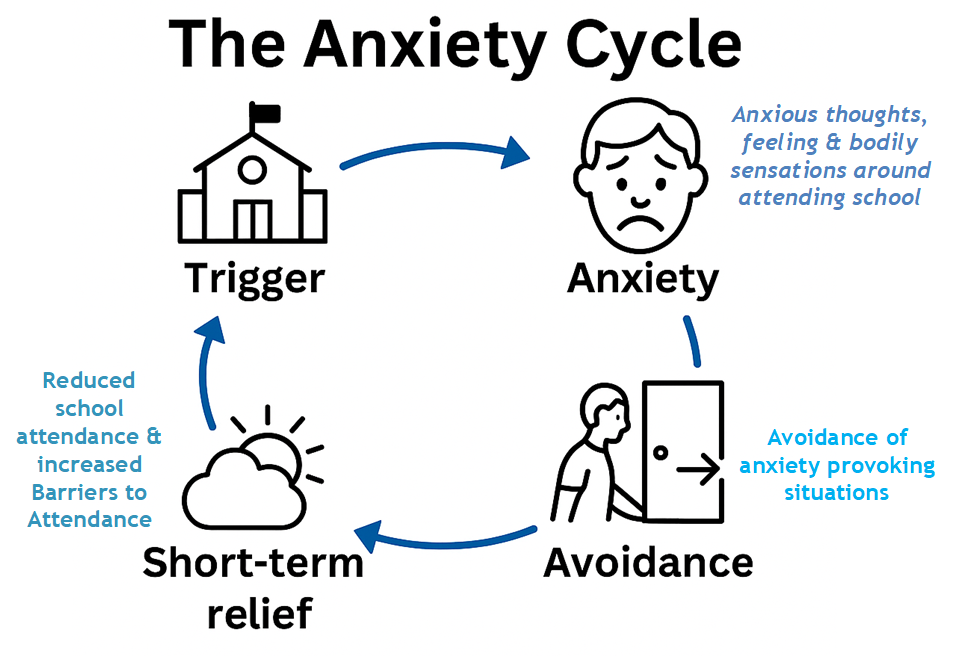 The Anxiety Cycle
Trigger
Anxiety
Anxious thoughts,
feeling & bodily
sensations around
attending school
Avoidance
Avoidance of
anxiety provoking
situations
Short-term
relief
Reduced
school
attendance &
increased
Barriers to
Attendance